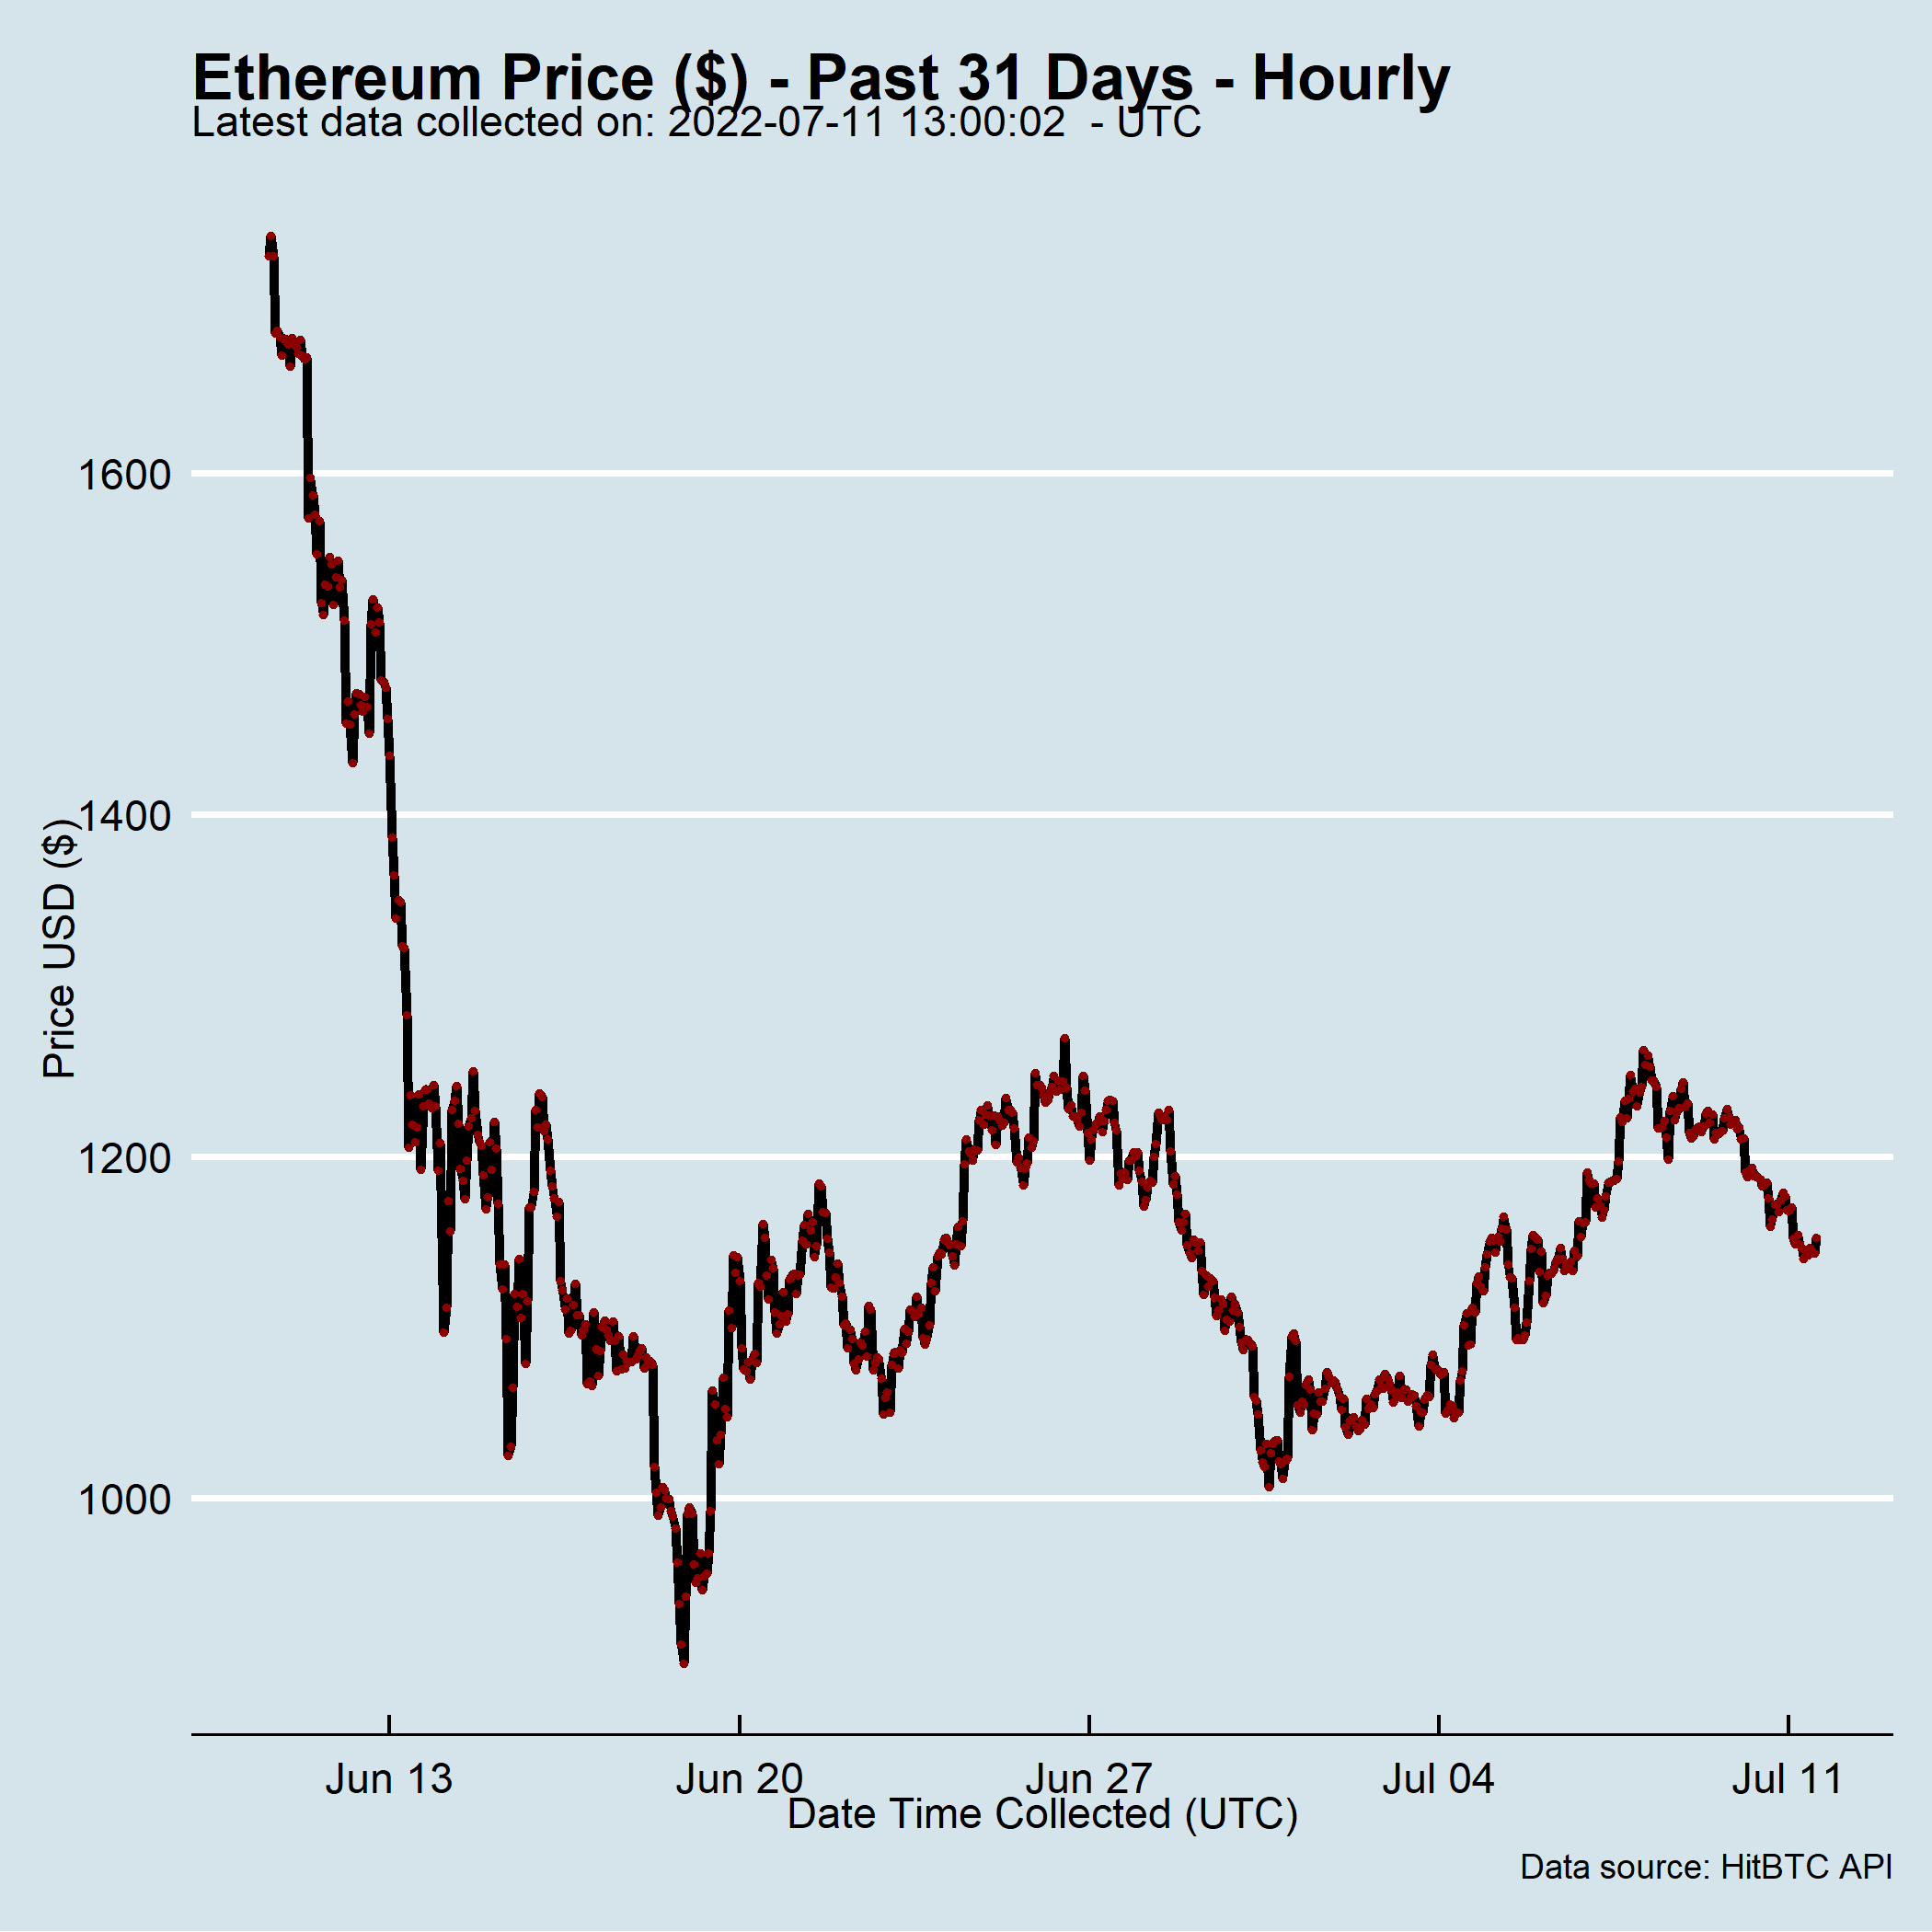 Ethereum Price ($) - Past 31 Days - Hourly
Latest data collected on: 2022-07-11 13:00:02  - UTC
Price USD ($)
1600
1400
1200
1000
Jun 13
Jun 20
Jun 27
Jul 04
Jul 11
Date Time Collected (UTC)
Data source: HitBTC API